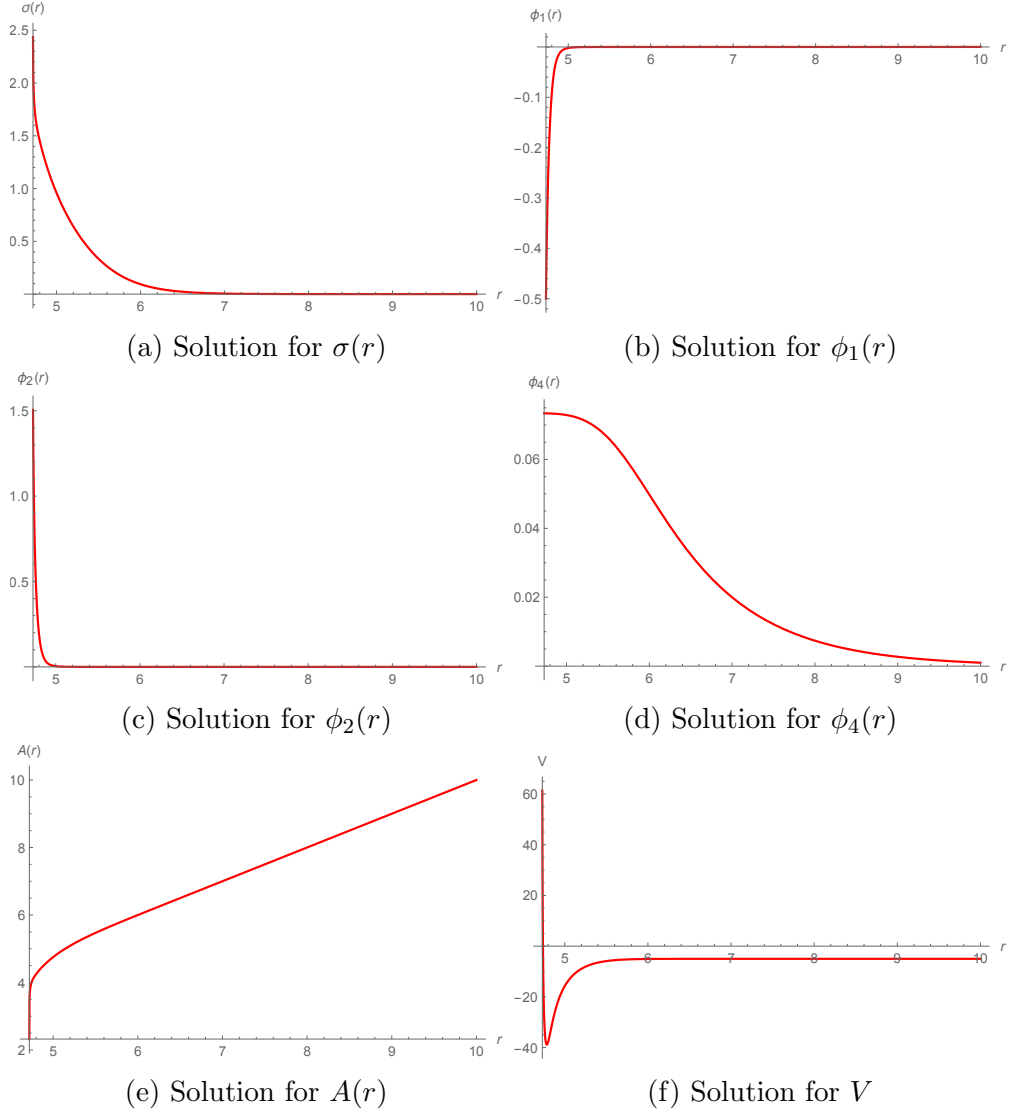 σ(r)
2.5
2.0
1.5
1.0
0.5
5 6 7 8 9 10 r
(a) Solution for σ(r)
ϕ1(r)
5 6 7 8 9 10 r
−0.1
−0.2
−0.3
−0.4
−0.5
(b) Solution for ϕ1(r)
ϕ2(r)
1.5
1.0
0.5
5 6 7 8 9 10 r
(c) Solution for ϕ2(r)
ϕ4(r)
0.06
0.04
0.02
5 6 7 8 9 10 r
(d) Solution for ϕ4(r)
A(r)
10
8
6
4
2 5 6 7 8 9 10 r
(e) Solution for A(r)
V
60
40
20
5 6 7 8 9 10 r
−20
−40
(f) Solution for V